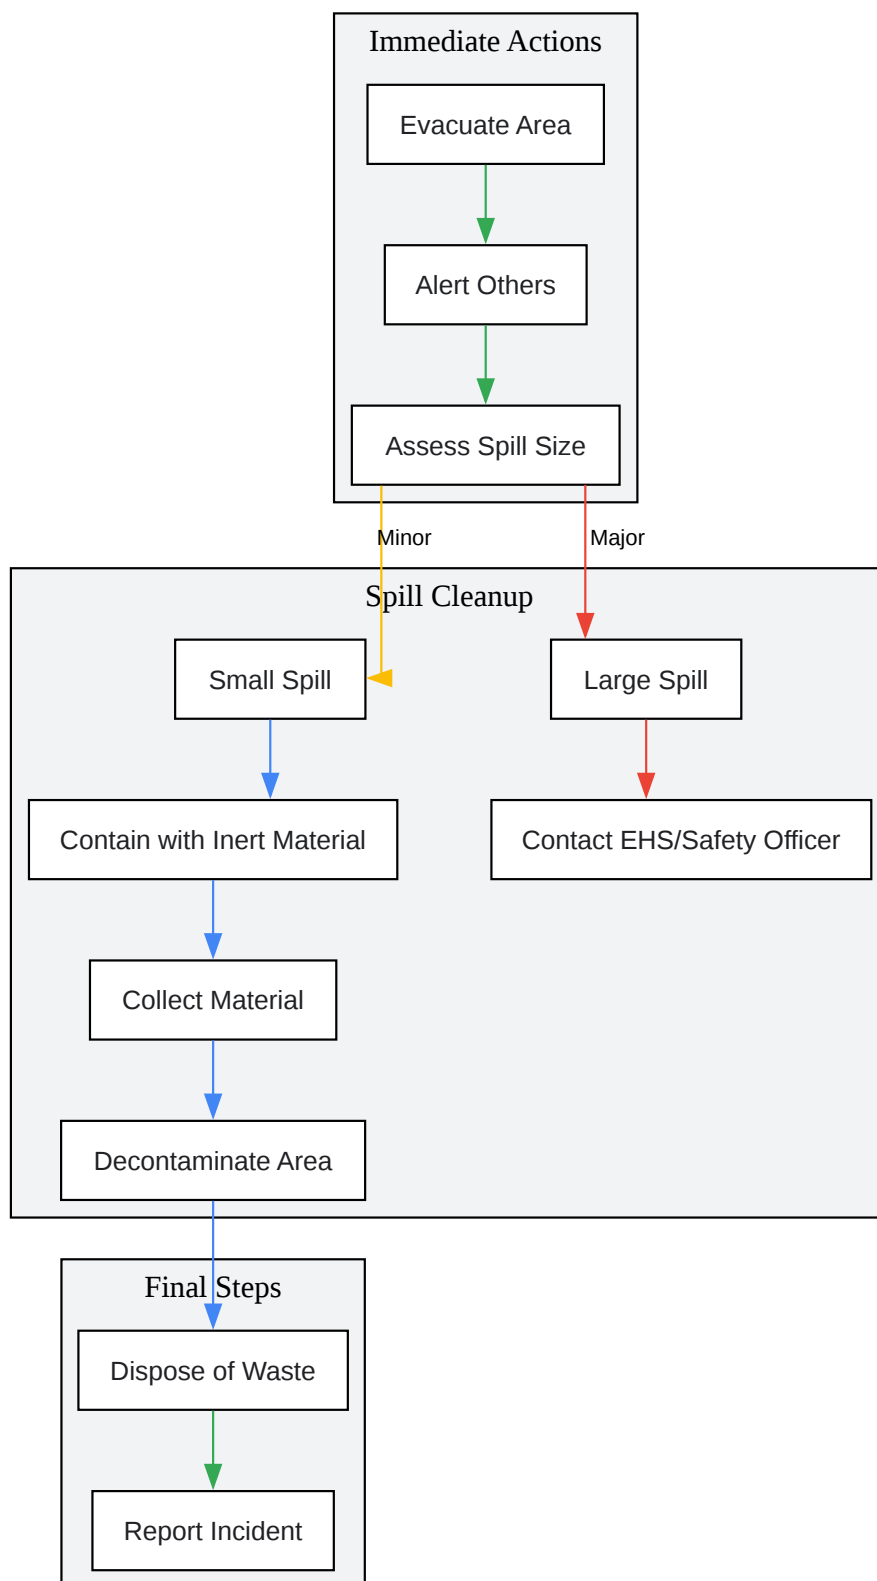 Immediate Actions
Evacuate Area
Alert Others
Assess Spill Size
Minor
Major
Spill Cleanup
Small Spill
Large Spill
Contain with Inert Material
Contact EHS/Safety Officer
Collect Material
Decontaminate Area
Final Steps
Dispose of Waste
Report Incident